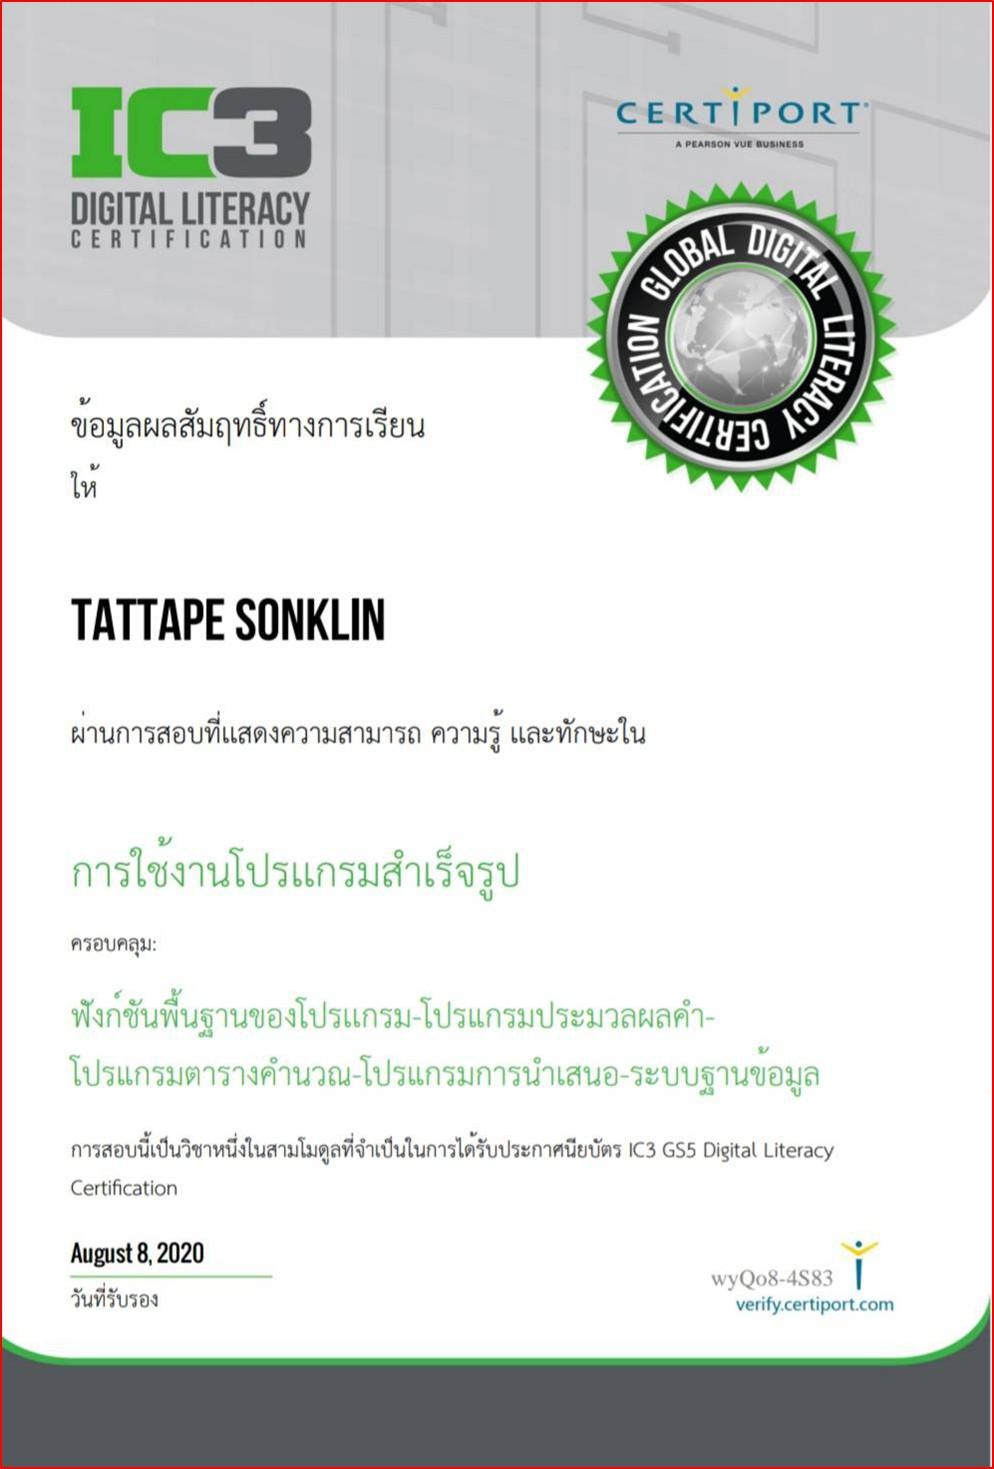 IC3
DIGITAL LITERACY
CERTIFICATION
CERTIPORT
A PEARSON VUE BUSINESS
GLOBAL DIGITAL LITERACY CERTIFICATION
ข้อมูลผลสัมฤทธิ์ทางการเรียน
ให้
TATTAPE SONKLIN
ผ่านการสอบที่แสดงความสามารถ ความรู้ และทักษะใน
การใช้งานโปรแกรมสำเร็จรูป
ครอบคลุม:
ฟังก์ชันพื้นฐานของโปรแกรม-โปรแกรมประมวลผลคำ-
โปรแกรมตารางคำนวณ-โปรแกรมการนำเสนอ-ระบบฐานข้อมูล
การสอบนี้เป็นวิชาหนึ่งในสามโมดูลที่จำเป็นในการได้รับประกาศนียบัตร IC3 GS5 Digital Literacy
Certification
August 8, 2020
วันที่รับรอง
wyQo8-4S83
verify.certiport.com